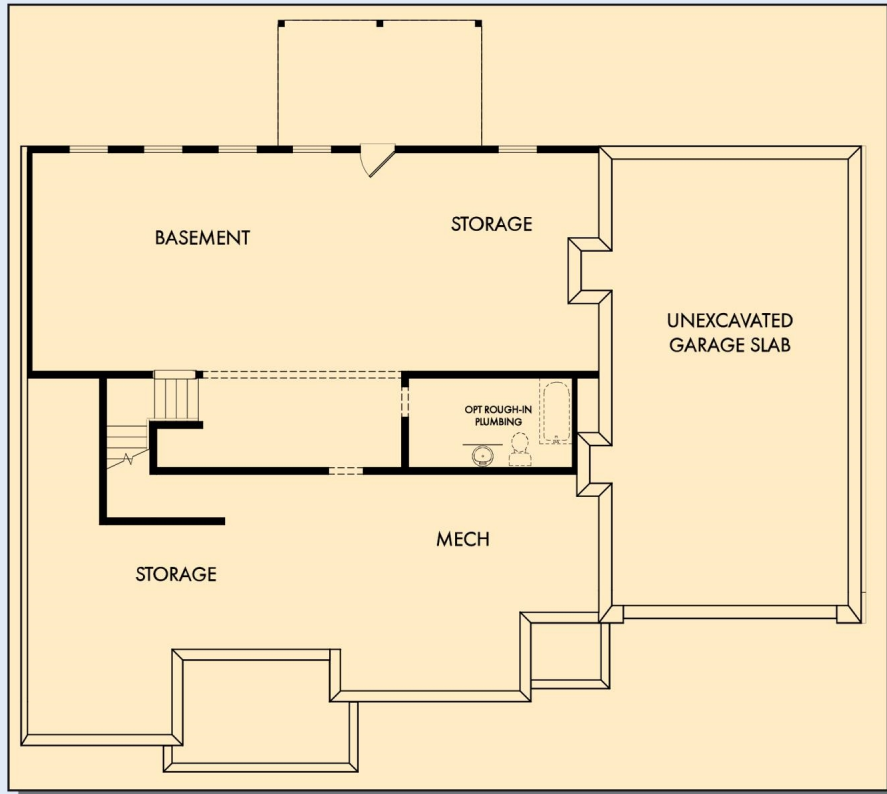 BASEMENT
STORAGE
UNEXCAVATED
GARAGE SLAB
OPT ROUGH-IN
PLUMBING
MECH
STORAGE